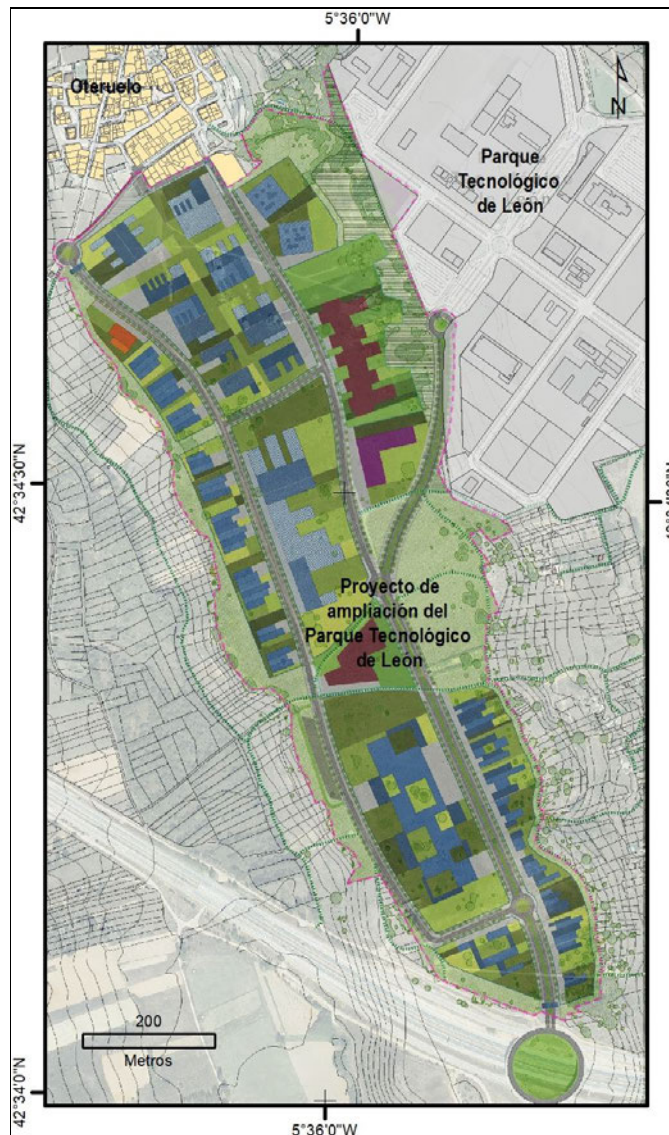 5°36'0"W
Oteruelo
N
Parque
Tecnológico
de León
42°34'30"N
Proyecto de
ampliación del
Parque Tecnológico
de León
200
Metros
42°34'0"N
5°36'0"W